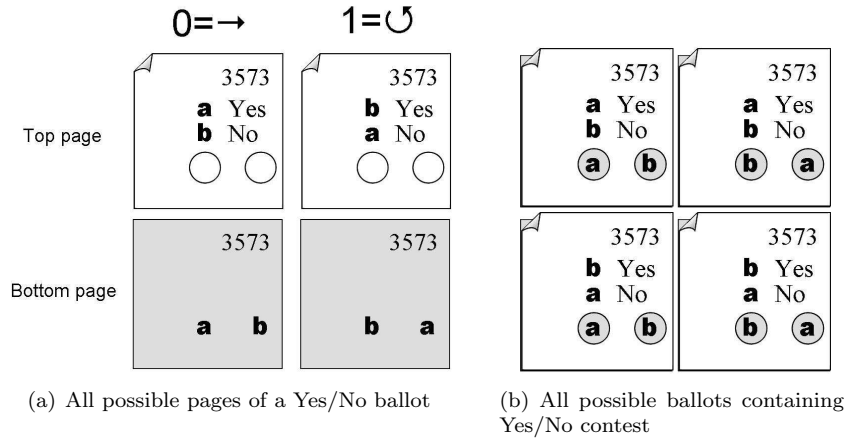 0=→ 1=↺
3573 3573
a Yes b Yes
Top page b No a No
3573 3573
Bottom page a b b a
(a) All possible pages of a Yes/No ballot
3573 3573
a Yes a Yes
b No b No
a b b a
3573 3573
b Yes b Yes
a No a No
a b b a
(b) All possible ballots containing
Yes/No contest